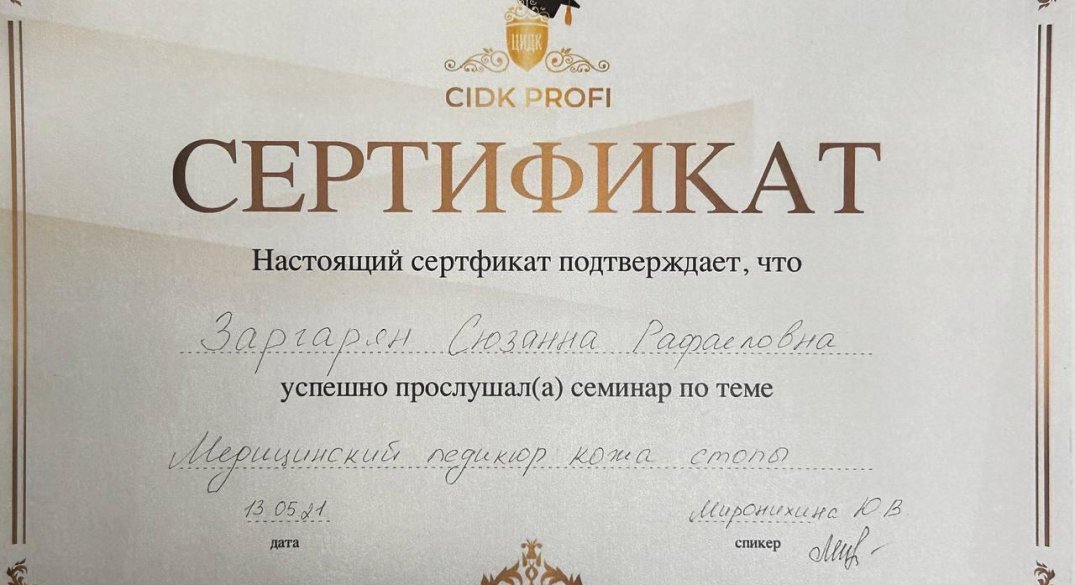 ЦИДК
CIDK PROFI
СЕРТИФИКАТ
Настоящий сертфикат подтверждает, что
Заргарян Сюзанна Рафаеловна
успешно прослушал(а) семинар по теме
Медицинский педикюр кожа стопы
13.05.21 Миронихина Ю.В
дата спикер